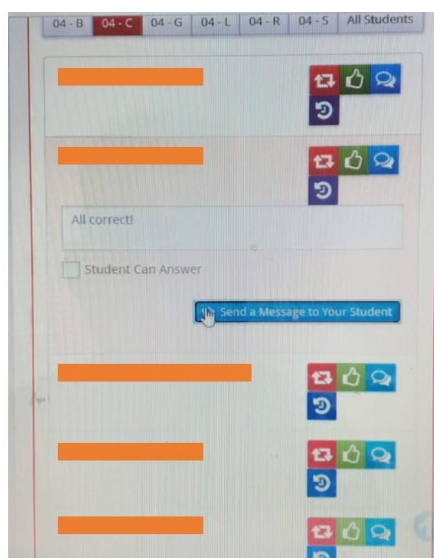 04 - B 04 - C 04 - G 04 - L 04 - R 04 - S All Students
All correct!
Student Can Answer
Send a Message to Your Student